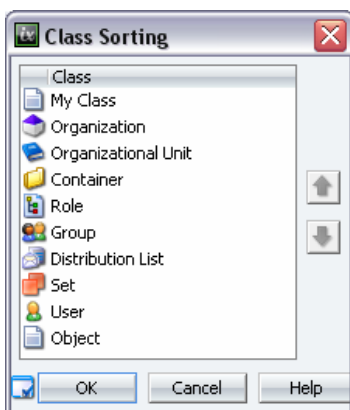 Class Sorting
Class
My Class
Organization
Organizational Unit
Container
Role
Group
Distribution List
Set
User
Object
OK Cancel Help